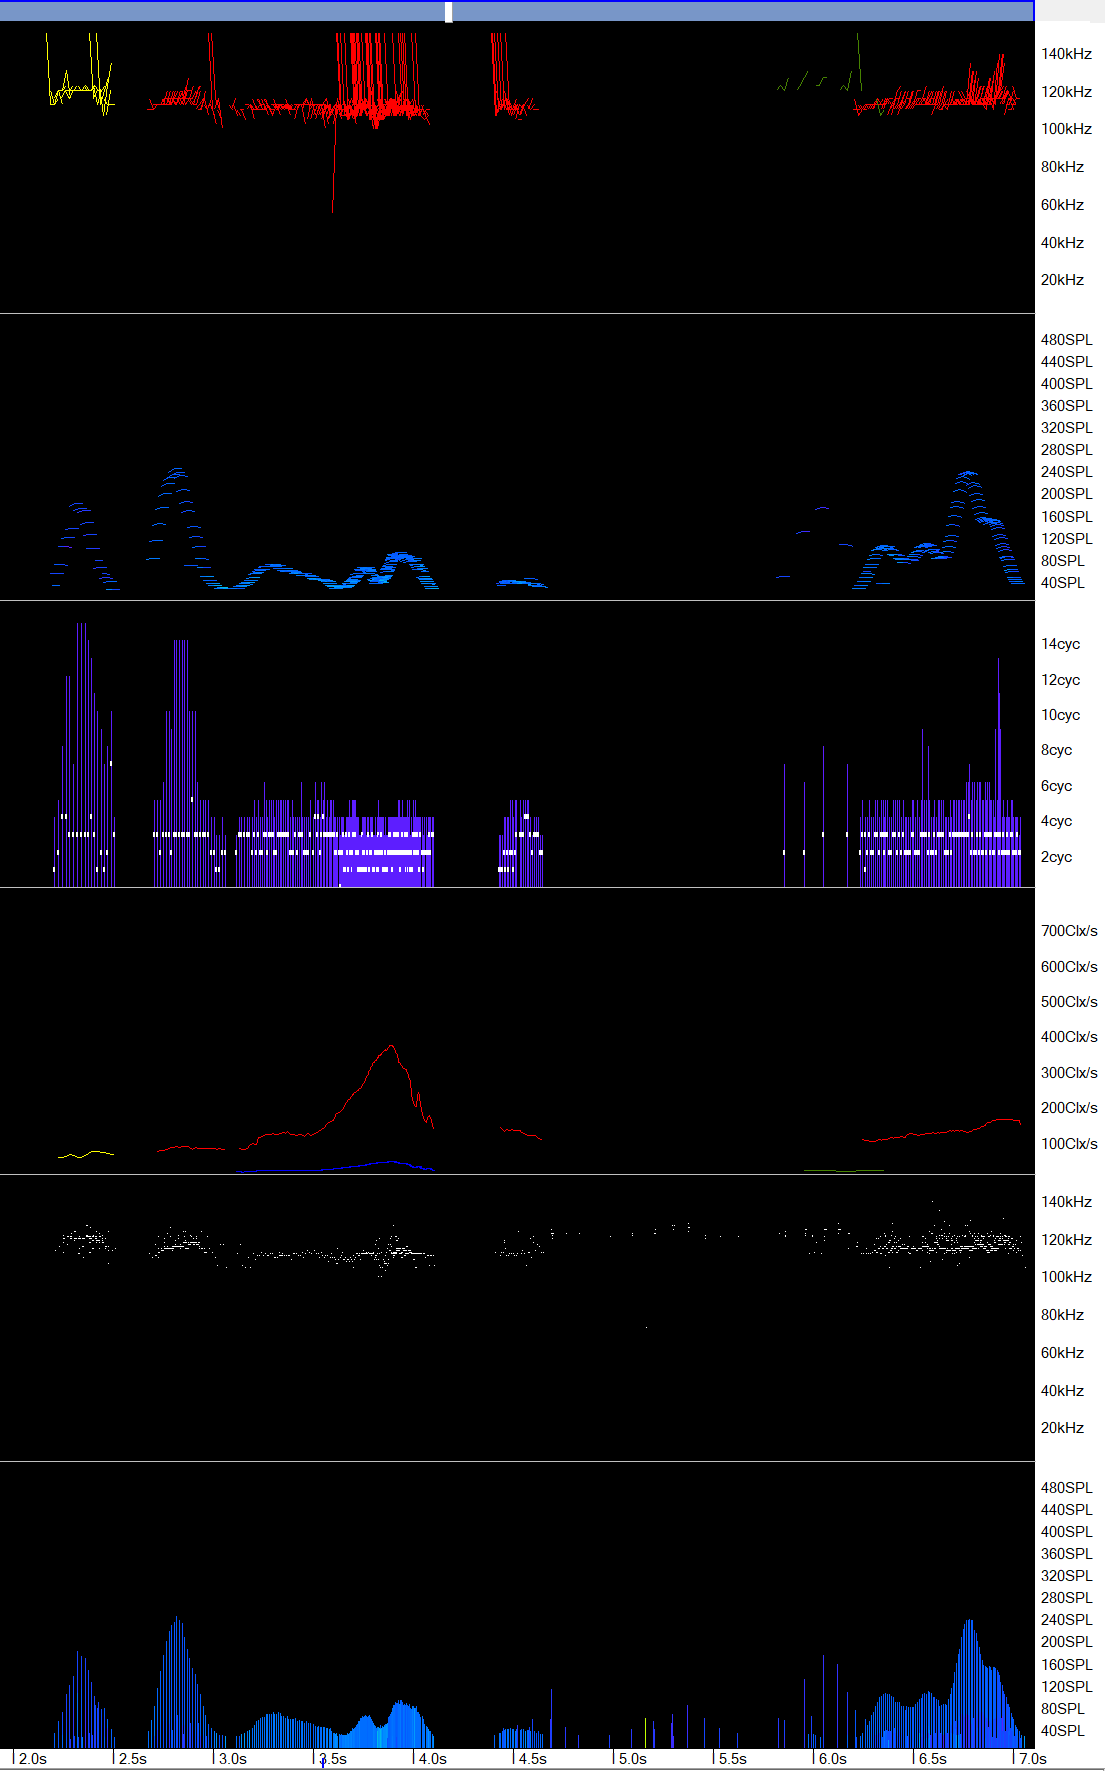 140kHz
120kHz
100kHz
80kHz
60kHz
40kHz
20kHz
480SPL
440SPL
400SPL
360SPL
320SPL
280SPL
240SPL
200SPL
160SPL
120SPL
80SPL
40SPL
14cyc
12cyc
10cyc
8cyc
6cyc
4cyc
2cyc
700Clx/s
600Clx/s
500Clx/s
400Clx/s
300Clx/s
200Clx/s
100Clx/s
140kHz
120kHz
100kHz
80kHz
60kHz
40kHz
20kHz
480SPL
440SPL
400SPL
360SPL
320SPL
280SPL
240SPL
200SPL
160SPL
120SPL
80SPL
40SPL
2.0s 2.5s 3.0s 3.5s 4.0s 4.5s 5.0s 5.5s 6.0s 6.5s 7.0s